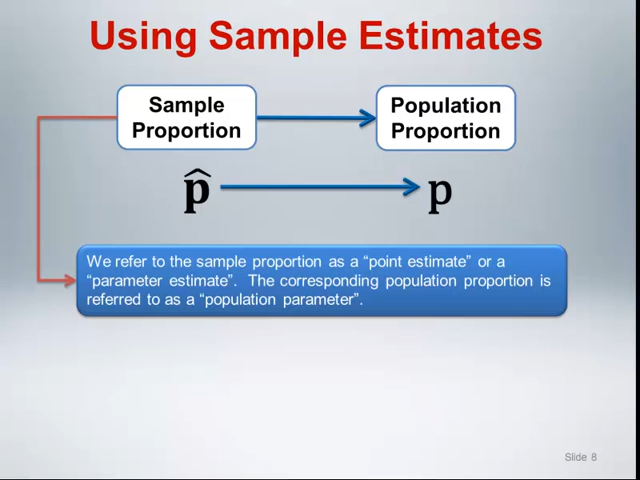 Using Sample Estimates
Sample
Proportion
Population
Proportion
p̂
p
We refer to the sample proportion as a “point estimate” or a
“parameter estimate”. The corresponding population proportion is
referred to as a “population parameter”.
Slide 8